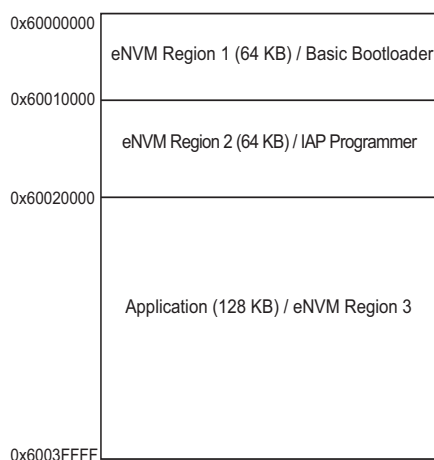 0x60000000
eNVM Region 1 (64 KB) / Basic Bootloader
0x60010000
eNVM Region 2 (64 KB) / IAP Programmer
0x60020000
Application (128 KB) / eNVM Region 3
0x6003FFFF